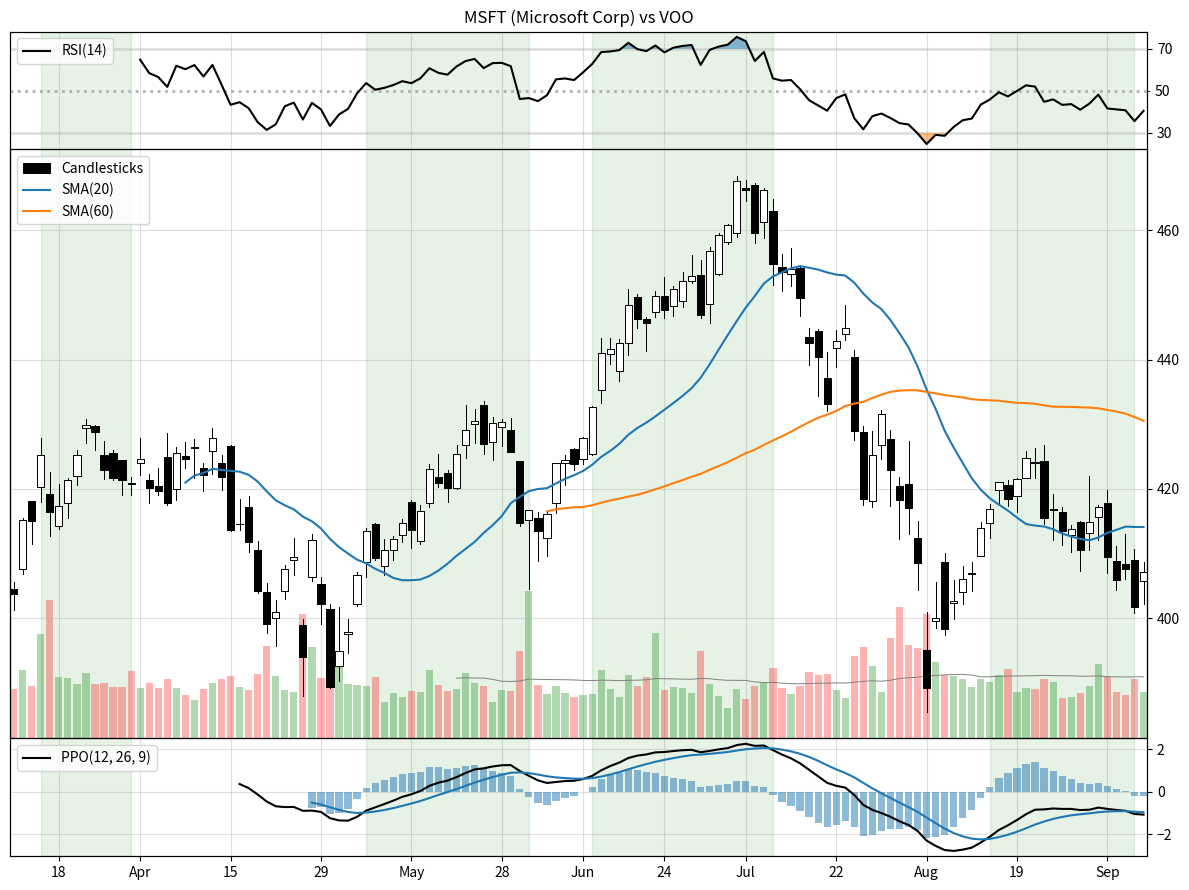 MSFT (Microsoft Corp) vs VOO
RSI(14)
70
50
30
Candlesticks
SMA(20)
SMA(60)
460
440
420
400
PPO(12, 26, 9)
2
0
−2
18 Apr 15 29 May 28 Jun 24 Jul 22 Aug 19 Sep